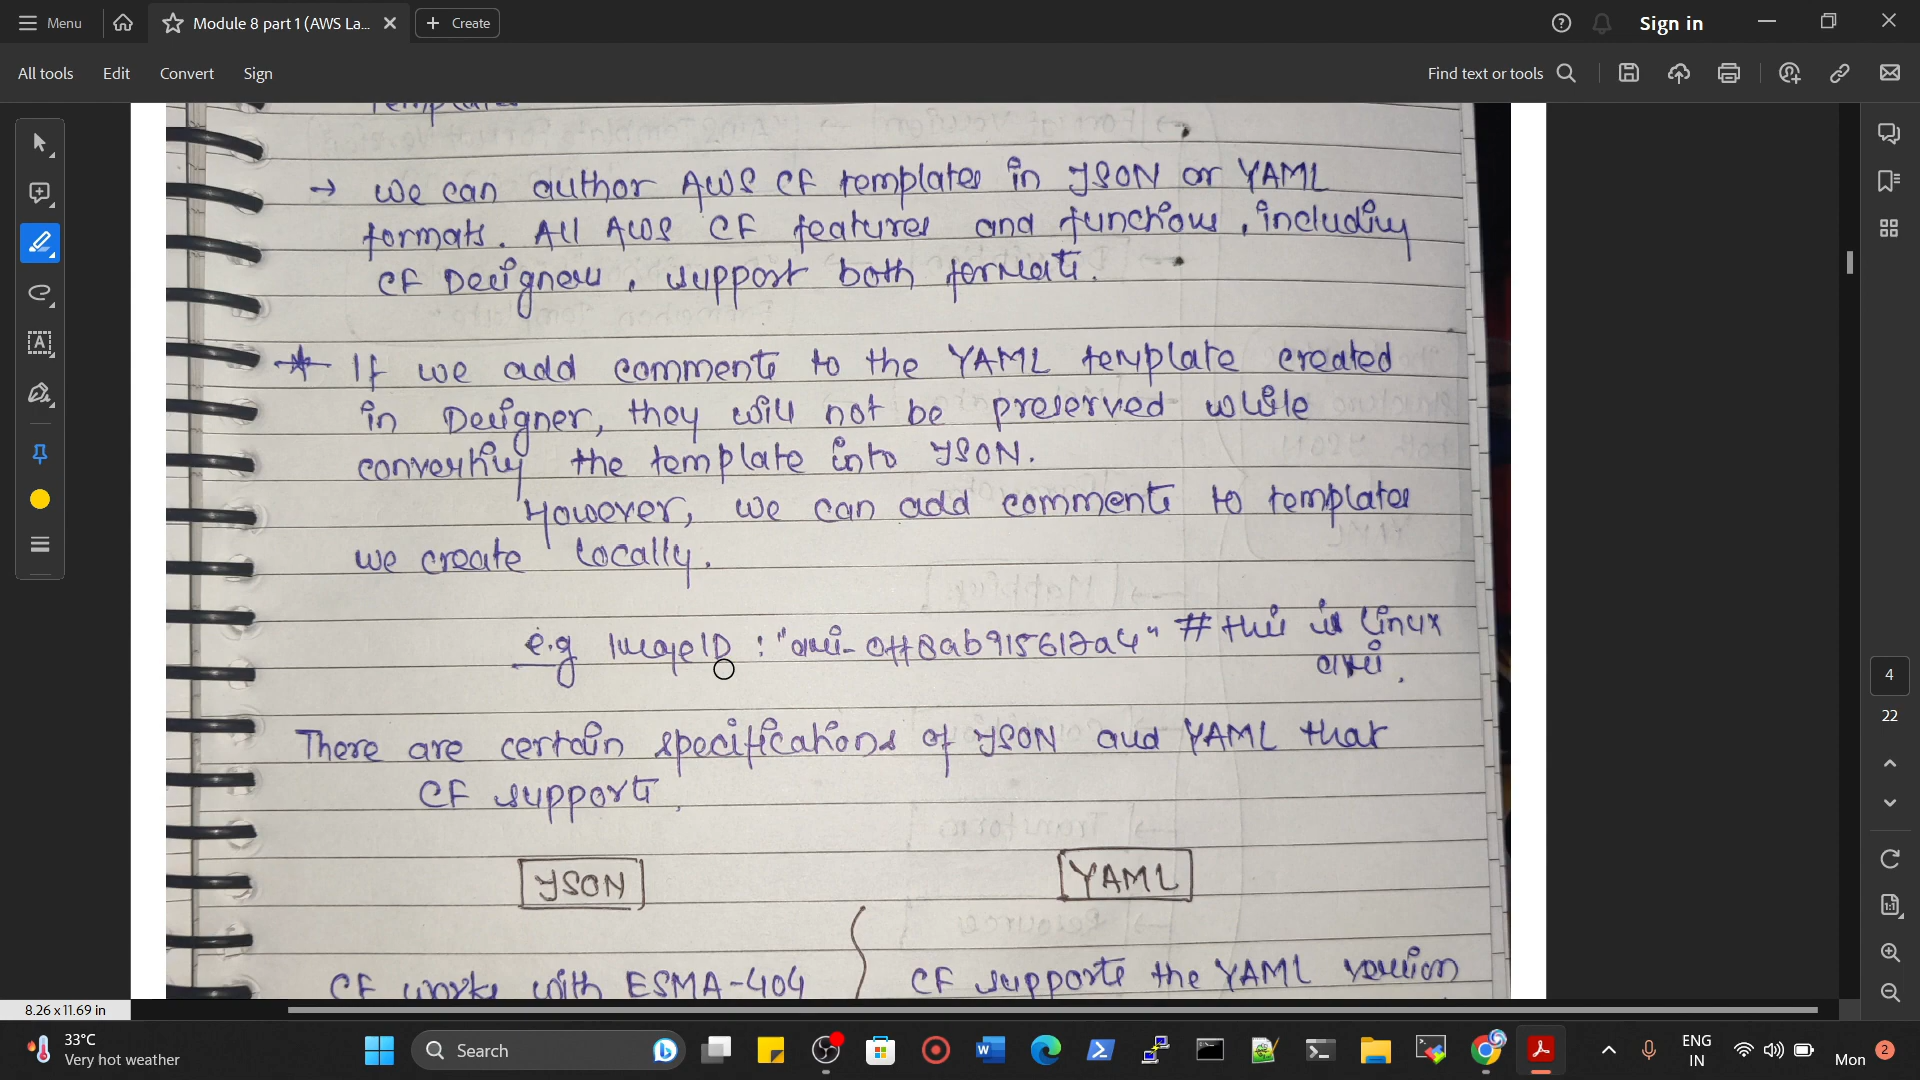 Menu
Module 8 part 1 (AWS La...
Create
Sign in
All tools
Edit
Convert
Sign
Find text or tools
→ We can author AWS CF templates in JSON or YAML
formats. All AWS CF features and functions, including
CF Designer, support both formats.
* If we add comments to the YAML template created
in Designer, they will not be preserved while
converting the template into JSON.
However, we can add comments to templates
we create locally.
e.g ImageID : "ami-0ff8ab915612a4" # this is linux
ami.
There are certain specifications of JSON and YAML that
CF supports.
JSON
YAML
CF works with ESMA-404
CF supports the YAML version
4
22
8.26 x 11.69 in
33°C
Very hot weather
Search
ENG
IN
Mon
2